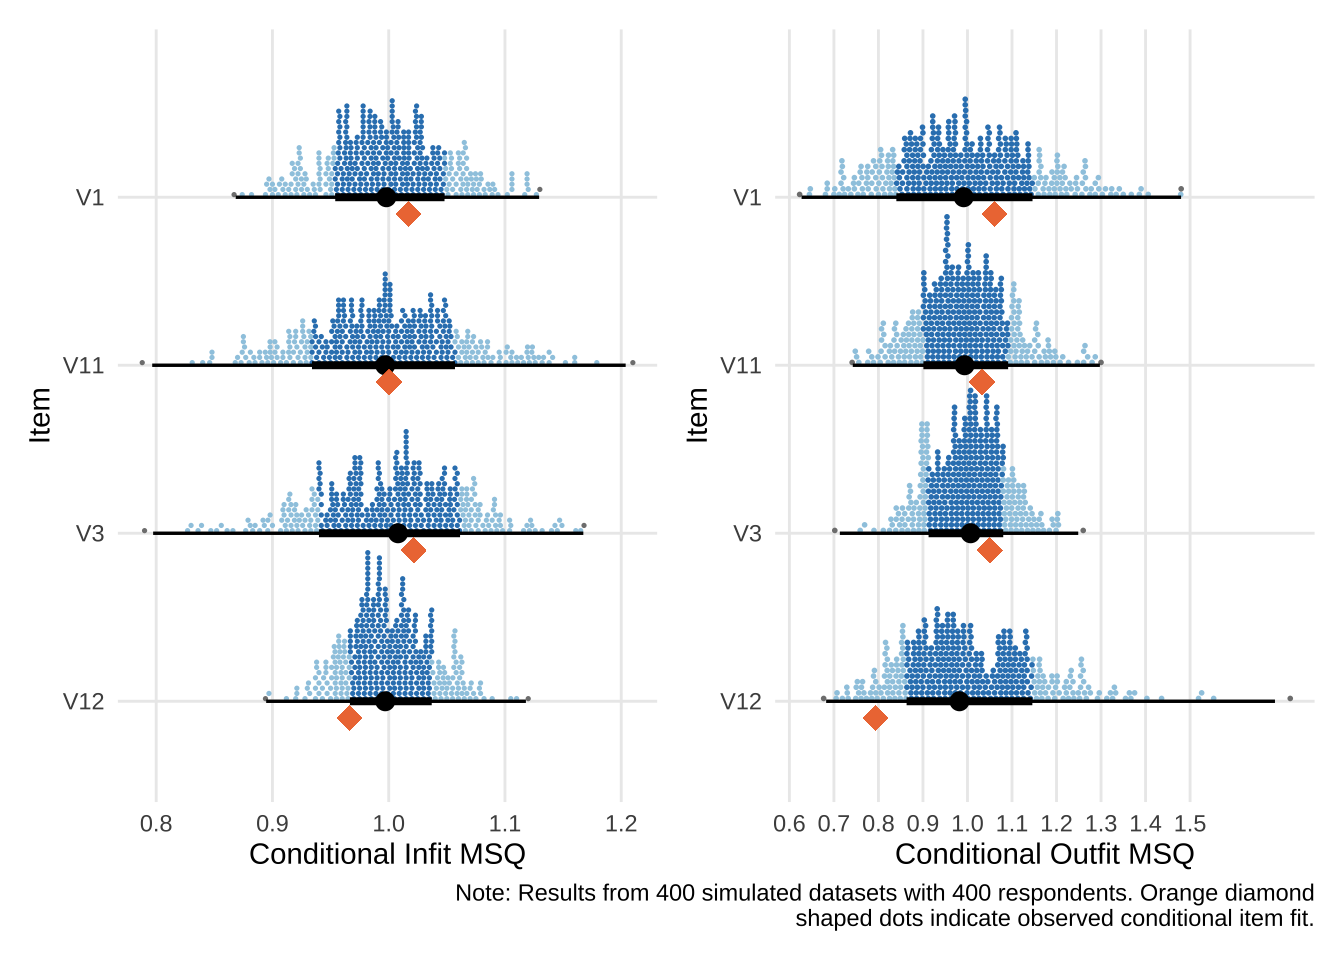 Item
V1
V11
V3
V12
0.8 0.9 1.0 1.1 1.2
Conditional Infit MSQ
Item
V1
V11
V3
V12
0.6 0.7 0.8 0.9 1.0 1.1 1.2 1.3 1.4 1.5
Conditional Outfit MSQ
Note: Results from 400 simulated datasets with 400 respondents. Orange diamond
shaped dots indicate observed conditional item fit.